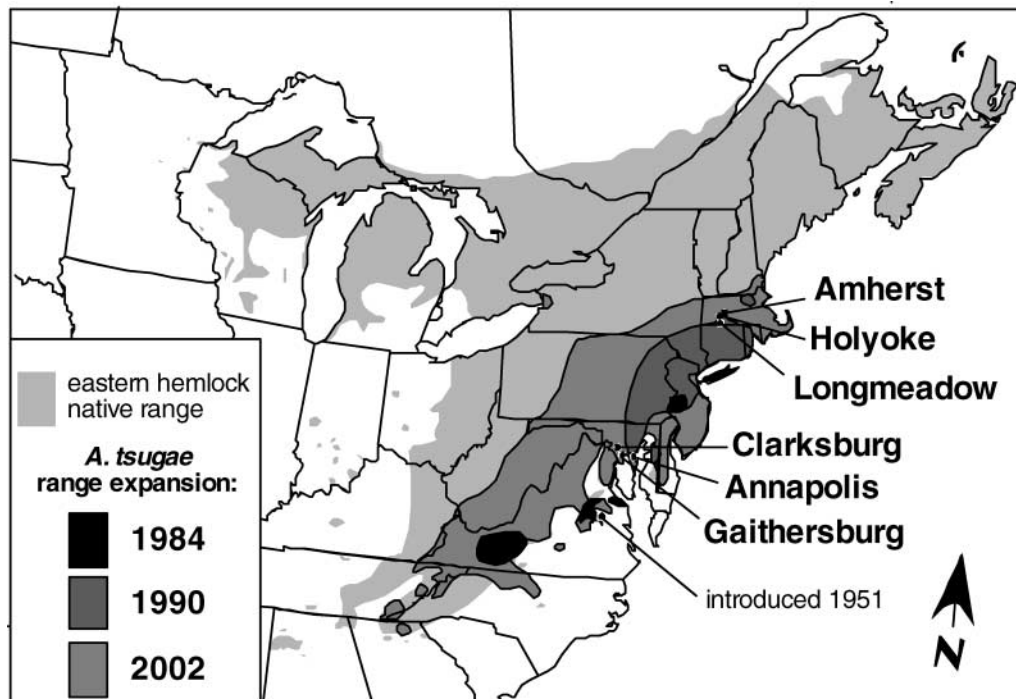 Amherst
Holyoke
Longmeadow
Clarksburg
Annapolis
Gaithersburg
introduced 1951
N
eastern hemlock
native range
A. tsugae
range expansion:
1984
1990
2002